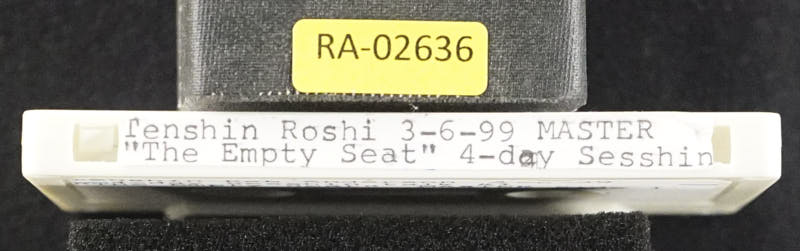 RA-02636
Tenshin Roshi 3-6-99 MASTER
"The Empty Seat" 4-day Sesshin